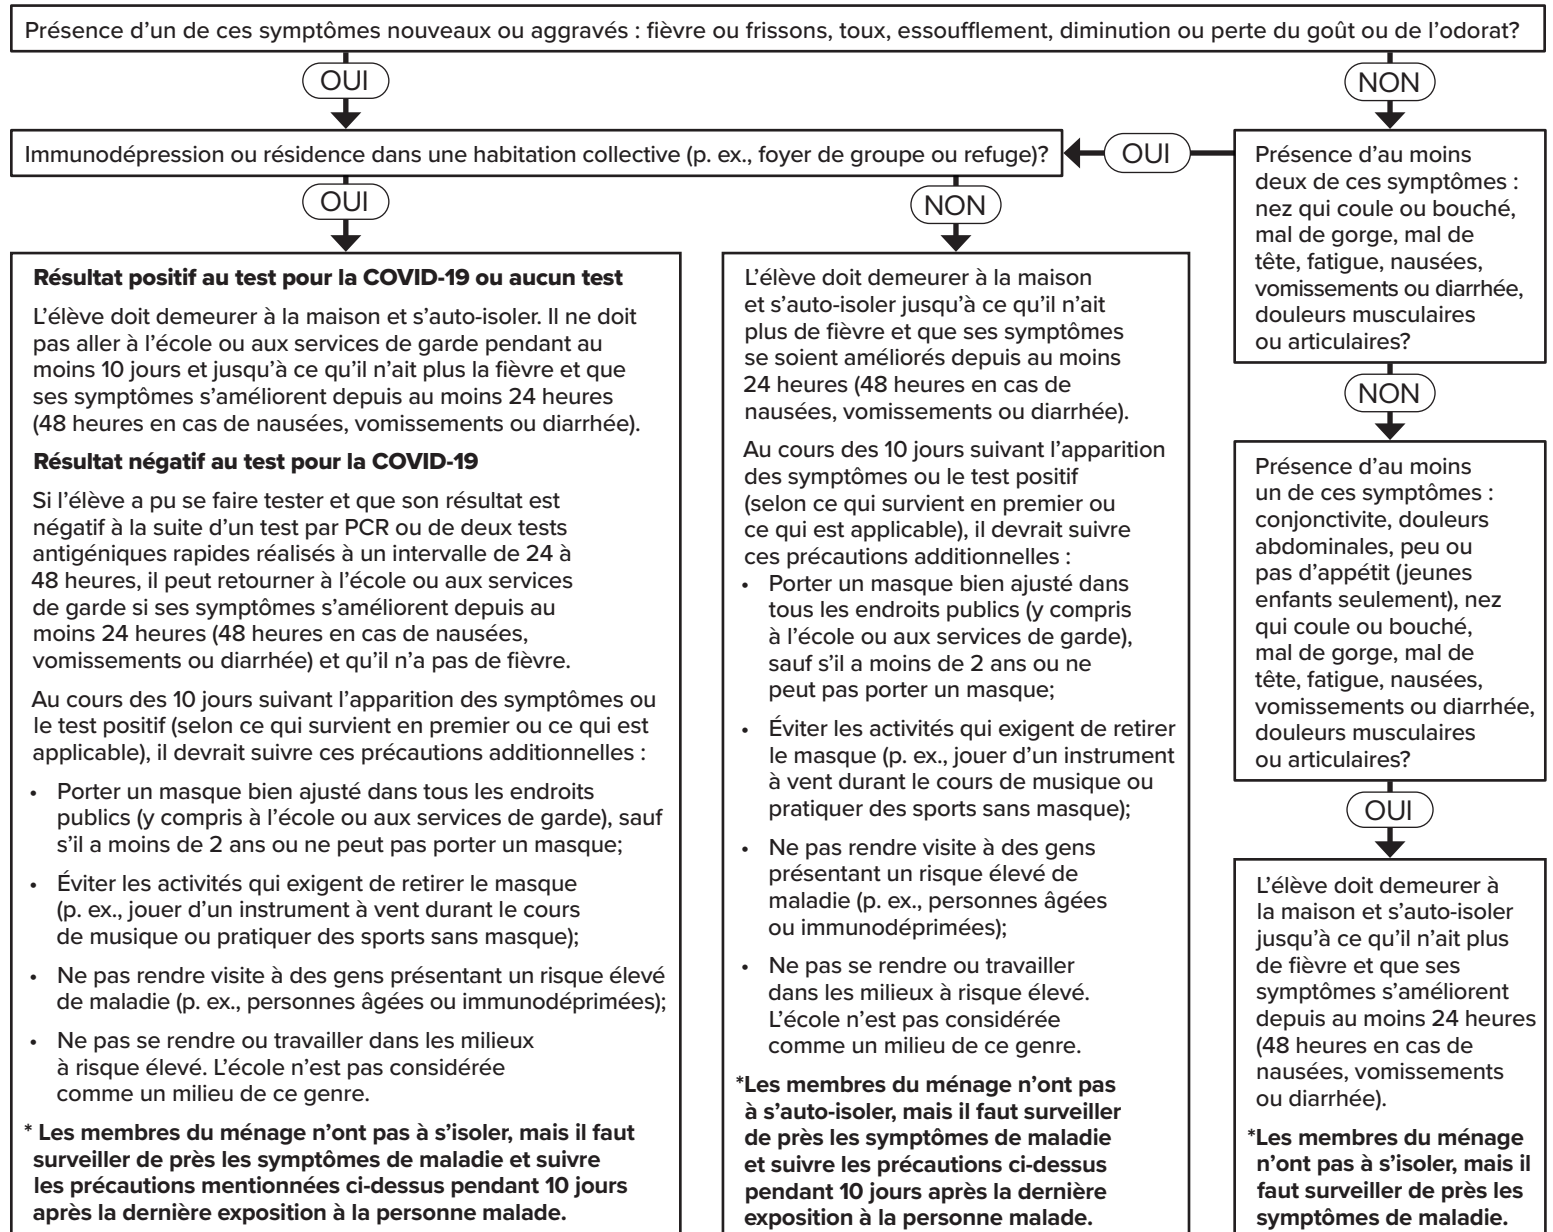 Présence d'un de ces symptômes nouveaux ou aggravés : fièvre ou frissons, toux, essoufflement, diminution ou perte du goût ou de l'odorat?
OUI
NON
Immunodépression ou résidence dans une habitation collective (p. ex., foyer de groupe ou refuge)?
OUI
OUI
NON
Résultat positif au test pour la COVID-19 ou aucun test
L'élève doit demeurer à la maison et s'auto-isoler. Il ne doit
pas aller à l'école ou aux services de garde pendant au
moins 10 jours et jusqu'à ce qu'il n'ait plus la fièvre et que
ses symptômes s'améliorent depuis au moins 24 heures
(48 heures en cas de nausées, vomissements ou diarrhée).
Résultat négatif au test pour la COVID-19
Si l'élève a pu se faire tester et que son résultat est
négatif à la suite d'un test par PCR ou de deux tests
antigéniques rapides réalisés à un intervalle de 24 à
48 heures, il peut retourner à l'école ou aux services
de garde si ses symptômes s'améliorent depuis au
moins 24 heures (48 heures en cas de nausées,
vomissements ou diarrhée) et qu'il n'a pas de fièvre.
Au cours des 10 jours suivant l'apparition des symptômes ou
le test positif (selon ce qui survient en premier ou ce qui est
applicable), il devrait suivre ces précautions additionnelles :
• Porter un masque bien ajusté dans tous les endroits
publics (y compris à l'école ou aux services de garde), sauf
s'il a moins de 2 ans ou ne peut pas porter un masque;
• Éviter les activités qui exigent de retirer le masque
(p. ex., jouer d'un instrument à vent durant le cours
de musique ou pratiquer des sports sans masque);
• Ne pas rendre visite à des gens présentant un risque élevé
de maladie (p. ex., personnes âgées ou immunodéprimées);
• Ne pas se rendre ou travailler dans les milieux
à risque élevé. L'école n'est pas considérée
comme un milieu de ce genre.
* Les membres du ménage n'ont pas à s'isoler, mais il faut
surveiller de près les symptômes de maladie et suivre
les précautions mentionnées ci-dessus pendant 10 jours
après la dernière exposition à la personne malade.
L'élève doit demeurer à la maison
et s'auto-isoler jusqu'à ce qu'il n'ait
plus de fièvre et que ses symptômes
se soient améliorés depuis au moins
24 heures (48 heures en cas de
nausées, vomissements ou diarrhée).
Au cours des 10 jours suivant l'apparition
des symptômes ou le test positif
(selon ce qui survient en premier ou
ce qui est applicable), il devrait suivre
ces précautions additionnelles :
• Porter un masque bien ajusté dans
tous les endroits publics (y compris
à l'école ou aux services de garde),
sauf s'il a moins de 2 ans ou ne
peut pas porter un masque;
• Éviter les activités qui exigent de retirer
le masque (p. ex., jouer d'un instrument
à vent durant le cours de musique ou
pratiquer des sports sans masque);
• Ne pas rendre visite à des gens
présentant un risque élevé de
maladie (p. ex., personnes âgées
ou immunodéprimées);
• Ne pas se rendre ou travailler
dans les milieux à risque élevé.
L'école n'est pas considérée
comme un milieu de ce genre.
*Les membres du ménage n'ont pas
à s'auto-isoler, mais il faut surveiller
de près les symptômes de maladie
et suivre les précautions ci-dessus
pendant 10 jours après la dernière
exposition à la personne malade.
Présence d'au moins
deux de ces symptômes :
nez qui coule ou bouché,
mal de gorge, mal de
tête, fatigue, nausées,
vomissements ou diarrhée,
douleurs musculaires
ou articulaires?
NON
Présence d'au moins
un de ces symptômes :
conjonctivite, douleurs
abdominales, peu ou
pas d'appétit (jeunes
enfants seulement), nez
qui coule ou bouché,
mal de gorge, mal de
tête, fatigue, nausées,
vomissements ou diarrhée,
douleurs musculaires
ou articulaires?
OUI
L'élève doit demeurer à
la maison et s'auto-isoler
jusqu'à ce qu'il n'ait plus
de fièvre et que ses
symptômes s'améliorent
depuis au moins 24 heures
(48 heures en cas de
nausées, vomissements
ou diarrhée).
*Les membres du ménage
n'ont pas à s'isoler, mais il
faut surveiller de près les
symptômes de maladie.